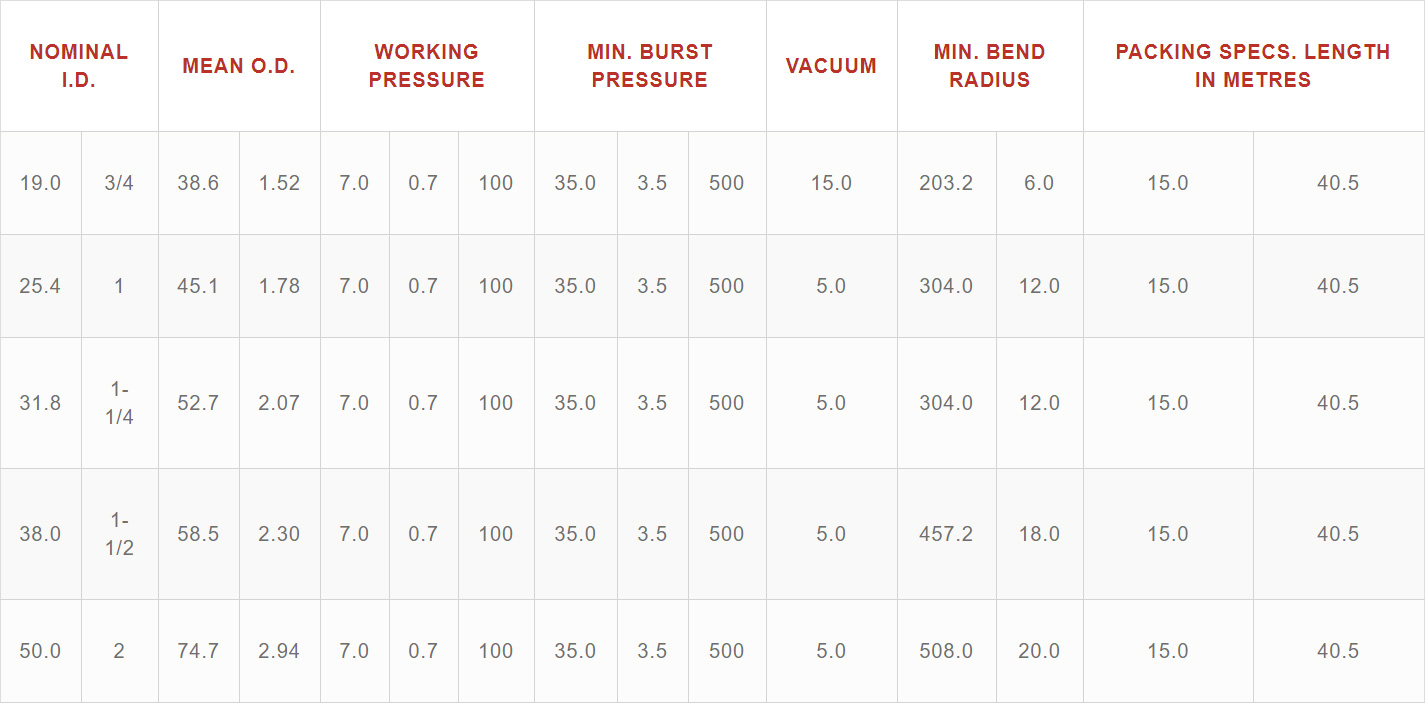 NOMINAL I.D. MEAN O.D. WORKING PRESSURE MIN. BURST PRESSURE VACUUM MIN. BEND RADIUS PACKING SPECS. LENGTH IN METRES
19.0 3/4 38.6 1.52 7.0 0.7 100 35.0 3.5 500 15.0 203.2 6.0 15.0 40.5
25.4 1 45.1 1.78 7.0 0.7 100 35.0 3.5 500 5.0 304.0 12.0 15.0 40.5
31.8 1-1/4 52.7 2.07 7.0 0.7 100 35.0 3.5 500 5.0 304.0 12.0 15.0 40.5
38.0 1-1/2 58.5 2.30 7.0 0.7 100 35.0 3.5 500 5.0 457.2 18.0 15.0 40.5
50.0 2 74.7 2.94 7.0 0.7 100 35.0 3.5 500 5.0 508.0 20.0 15.0 40.5